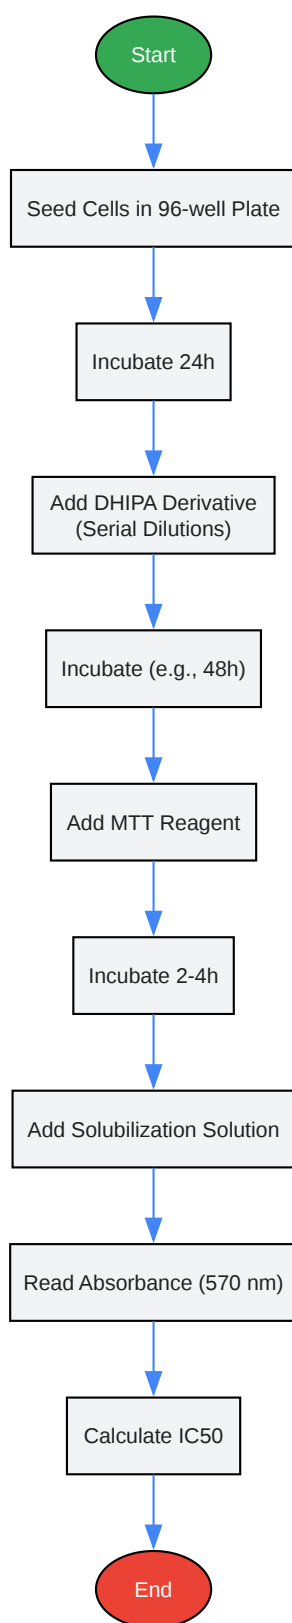 Start
Seed Cells in 96-well Plate
Incubate 24h
Add DHIPA Derivative
(Serial Dilutions)
Incubate (e.g., 48h)
Add MTT Reagent
Incubate 2-4h
Add Solubilization Solution
Read Absorbance (570 nm)
Calculate IC50
End